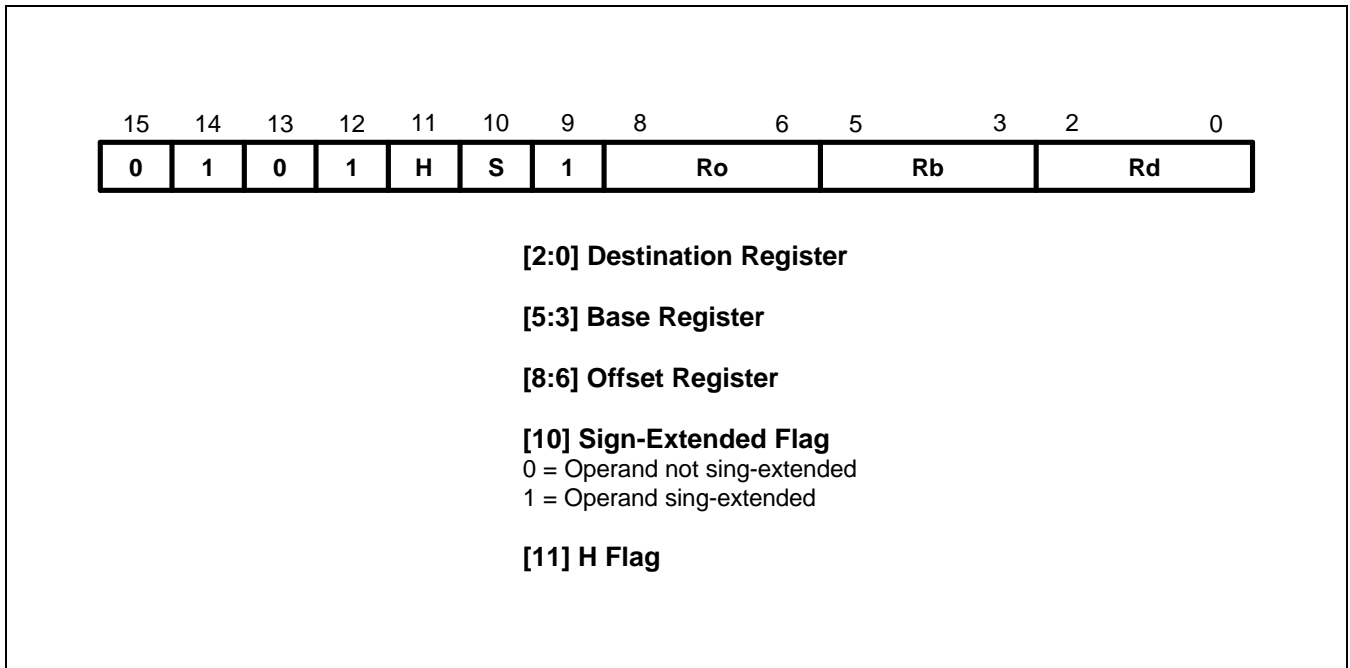 15 14 13 12 11 10 9 8 6 5 3 2 0
0 1 0 1 H S 1 Ro Rb Rd
[2:0] Destination Register
[5:3] Base Register
[8:6] Offset Register
[10] Sign-Extended Flag
0 = Operand not sing-extended
1 = Operand sing-extended
[11] H Flag